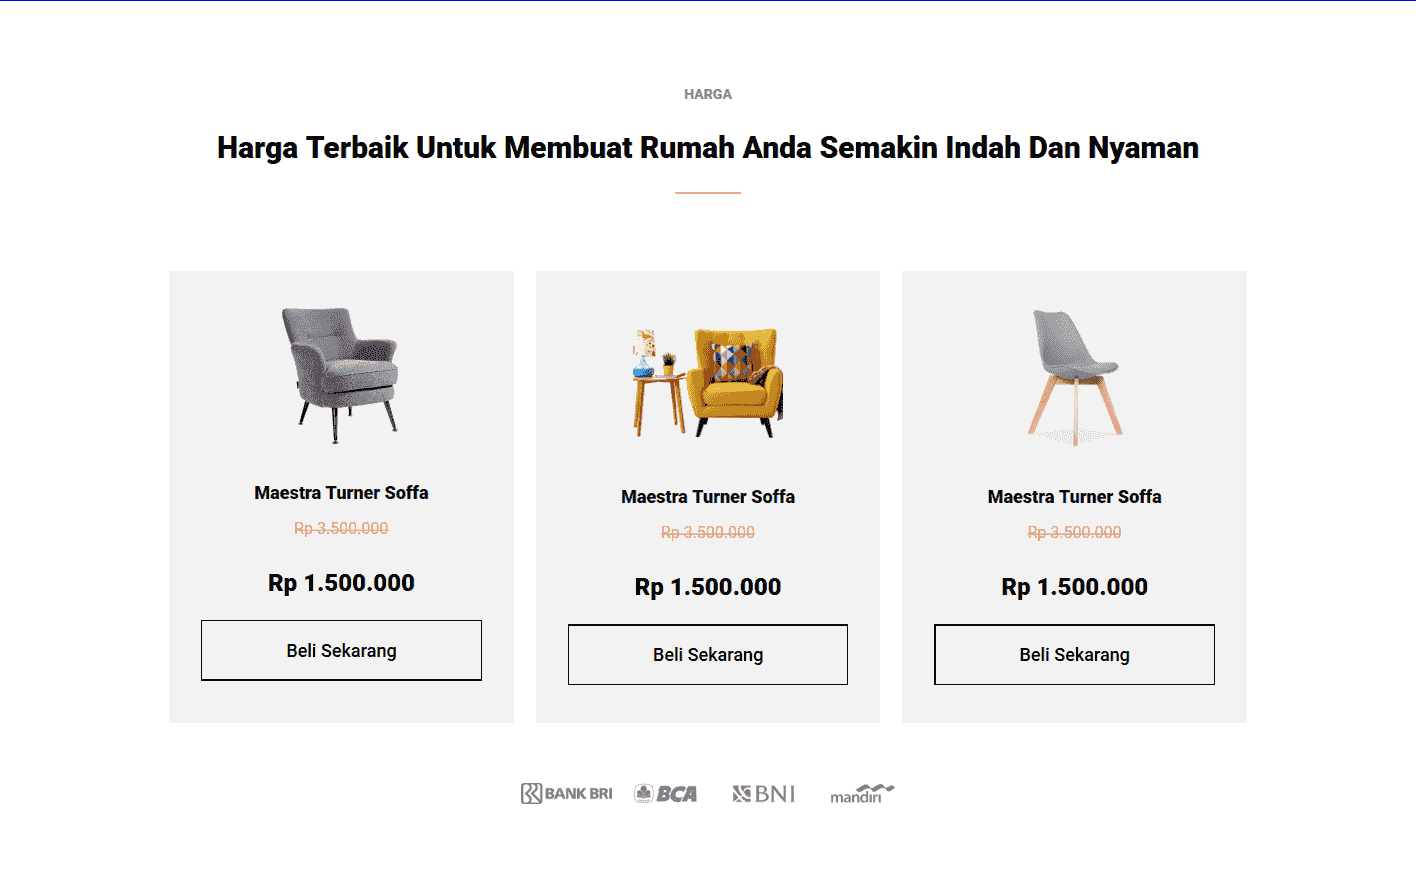 HARGA
Harga Terbaik Untuk Membuat Rumah Anda Semakin Indah Dan Nyaman
Maestra Turner Soffa
Rp 3.500.000
Rp 1.500.000
Beli Sekarang
Maestra Turner Soffa
Rp 3.500.000
Rp 1.500.000
Beli Sekarang
Maestra Turner Soffa
Rp 3.500.000
Rp 1.500.000
Beli Sekarang
BANK BRI BCA BNI mandiri